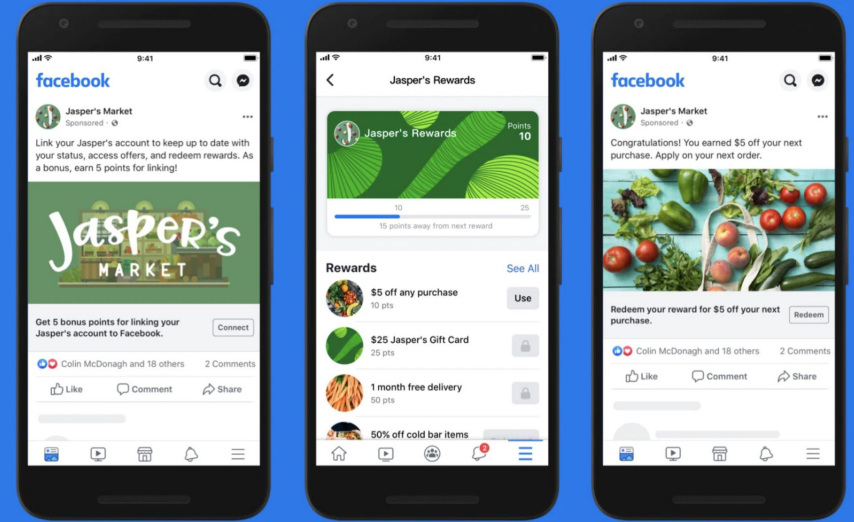 9:41
facebook
Jasper's Market
Sponsored ·
Link your Jasper's account to keep up to date with
your status, access offers, and redeem rewards. As
a bonus, earn 5 points for linking!
JASPER'S
MARKET
Get 5 bonus points for linking your
Jasper's account to Facebook.
Connect
Colin McDonagh and 18 others
2 Comments
Like
Comment
Share
9:41
Jasper's Rewards
Jasper's Rewards
Points
10
10
25
15 points away from next reward
Rewards
See All
$5 off any purchase
10 pts
Use
$25 Jasper's Gift Card
25 pts
1 month free delivery
50 pts
50% off cold bar items
2
9:41
facebook
Jasper's Market
Sponsored ·
Congratulations! You earned $5 off your next
purchase. Apply on your next order.
Redeem your reward for $5 off your next
purchase.
Redeem
Colin McDonagh and 18 others
2 Comments
Like
Comment
Share